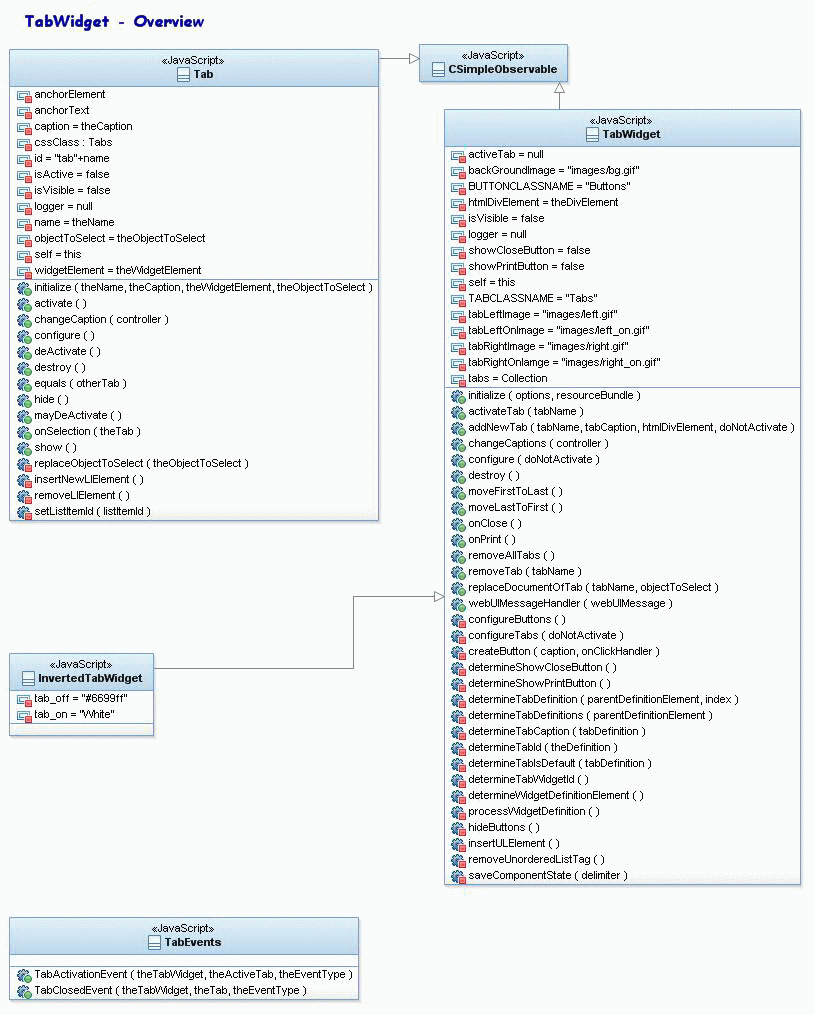 TabWidget - Overview
«JavaScript»
Tab
anchorElement
anchorText
caption = theCaption
cssClass : Tabs
id = "tab"+name
isActive = false
isVisible = false
logger = null
name = theName
objectToSelect = theObjectToSelect
self = this
widgetElement = theWidgetElement
initialize ( theName, theCaption, theWidgetElement, theObjectToSelect )
activate ( )
changeCaption ( controller )
configure ( )
deActivate ( )
destroy ( )
equals ( otherTab )
hide ( )
mayDeActivate ( )
onSelection ( theTab )
show ( )
replaceObjectToSelect ( theObjectToSelect )
insertNewLIElement ( )
removeLIElement ( )
setListItemId ( listItemId )
«JavaScript»
CSimpleObservable
«JavaScript»
TabWidget
activeTab = null
backGroundImage = "images/bg.gif"
BUTTONCLASSNAME = "Buttons"
htmlDivElement = theDivElement
isVisible = false
logger = null
showCloseButton = false
showPrintButton = false
self = this
TABCLASSNAME = "Tabs"
tabLeftImage = "images/left.gif"
tabLeftOnImage = "images/left_on.gif"
tabRightImage = "images/right.gif"
tabRightOnIamge = "images/right_on.gif"
tabs = Collection
initialize ( options, resourceBundle )
activateTab ( tabName )
addNewTab ( tabName, tabCaption, htmlDivElement, doNotActivate )
changeCaptions ( controller )
configure ( doNotActivate )
destroy ( )
moveFirstToLast ( )
moveLastToFirst ( )
onClose ( )
onPrint ( )
removeAllTabs ( )
removeTab ( tabName )
replaceDocumentOfTab ( tabName, objectToSelect )
webUIMessageHandler ( webUIMessage )
configureButtons ( )
configureTabs ( doNotActivate )
createButton ( caption, onClickHandler )
determineShowCloseButton ( )
determineShowPrintButton ( )
determineTabDefinition ( parentDefinitionElement, index )
determineTabDefinitions ( parentDefinitionElement )
determineTabCaption ( tabDefinition )
determineTabId ( theDefinition )
determineTabIsDefault ( tabDefinition )
determineTabWidgetId ( )
determineWidgetDefinitionElement ( )
processWidgetDefinition ( )
hideButtons ( )
insertULElement ( )
removeUnorderedListTag ( )
saveComponentState ( delimiter )
«JavaScript»
InvertedTabWidget
tab_off = "#6699ff"
tab_on = "White"
«JavaScript»
TabEvents
TabActivationEvent ( theTabWidget, theActiveTab, theEventType )
TabClosedEvent ( theTabWidget, theTab, theEventType )